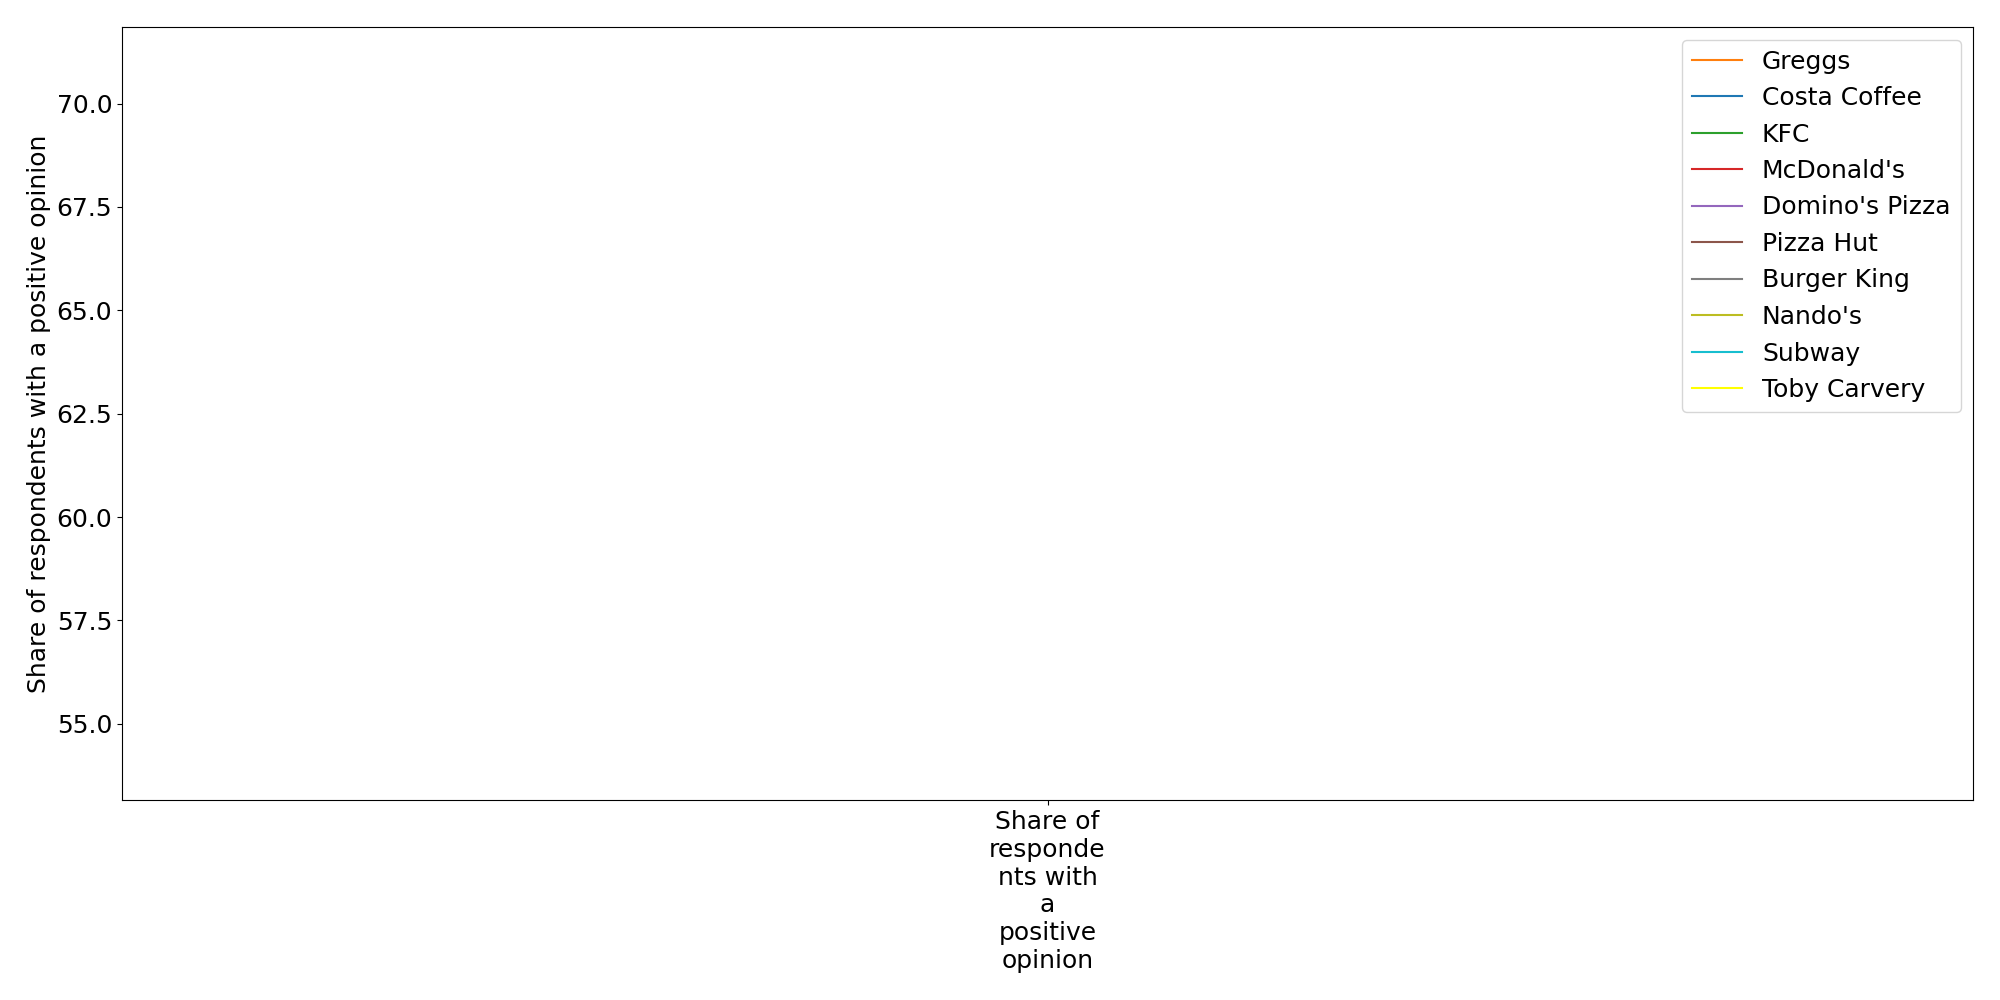 Share of respondents with a positive opinion
70.0
67.5
65.0
62.5
60.0
57.5
55.0
Greggs
Costa Coffee
KFC
McDonald's
Domino's Pizza
Pizza Hut
Burger King
Nando's
Subway
Toby Carvery
Share of
responde
nts with
a
positive
opinion